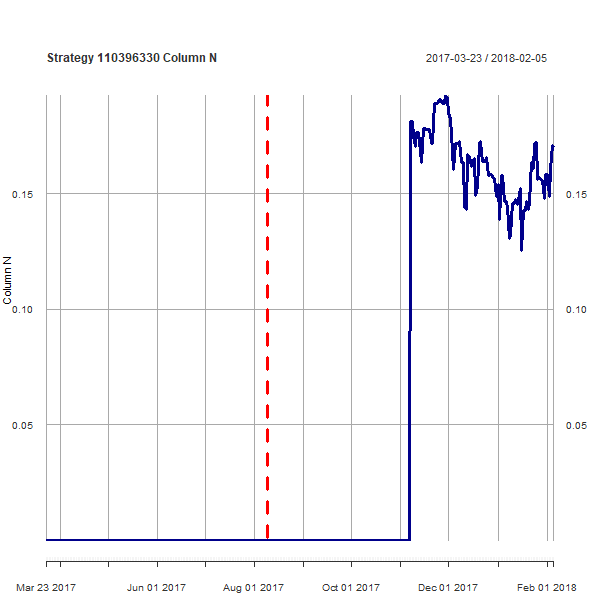 Strategy 110396330 Column N
2017-03-23 / 2018-02-05
Column N
0.15
0.15
0.10
0.10
0.05
0.05
Mar 23 2017
Jun 01 2017
Aug 01 2017
Oct 01 2017
Dec 01 2017
Feb 01 2018